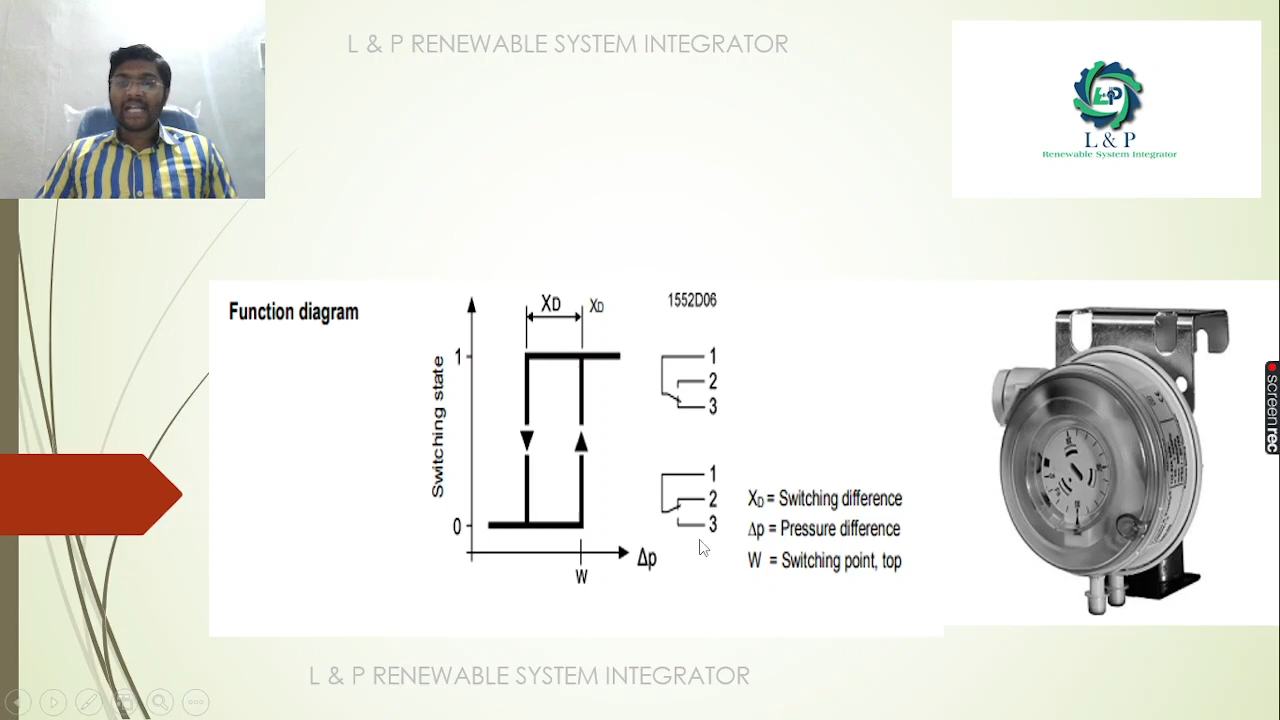 L & P RENEWABLE SYSTEM INTEGRATOR
L&P
L & P
Renewable System Integrator
Function diagram
XD
XD
1552D06
Switching state
1
0
W
Δp
1
2
3
1
2
3
XD = Switching difference
Δp = Pressure difference
W = Switching point, top
screenrec
L & P RENEWABLE SYSTEM INTEGRATOR